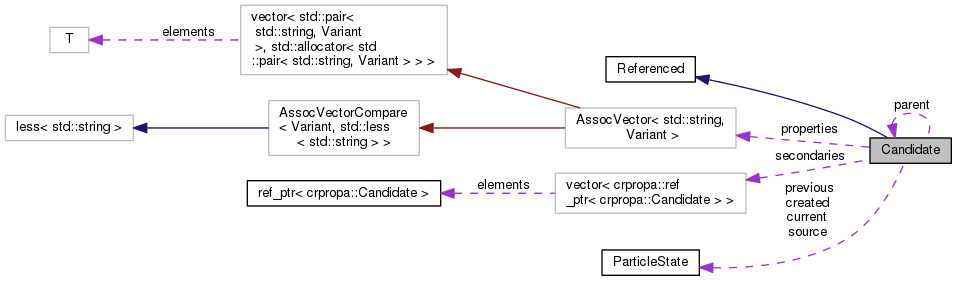 vector< std::pair<
std::string, Variant
>, std::allocator< std
::pair< std::string, Variant > > >
elements
T
Referenced
parent
AssocVectorCompare
< Variant, std::less
< std::string > >
AssocVector< std::string,
Variant >
less< std::string >
properties
Candidate
secondaries
vector< crpropa::ref
_ptr< crpropa::Candidate > >
elements
ref_ptr< crpropa::Candidate >
previous
created
current
source
ParticleState